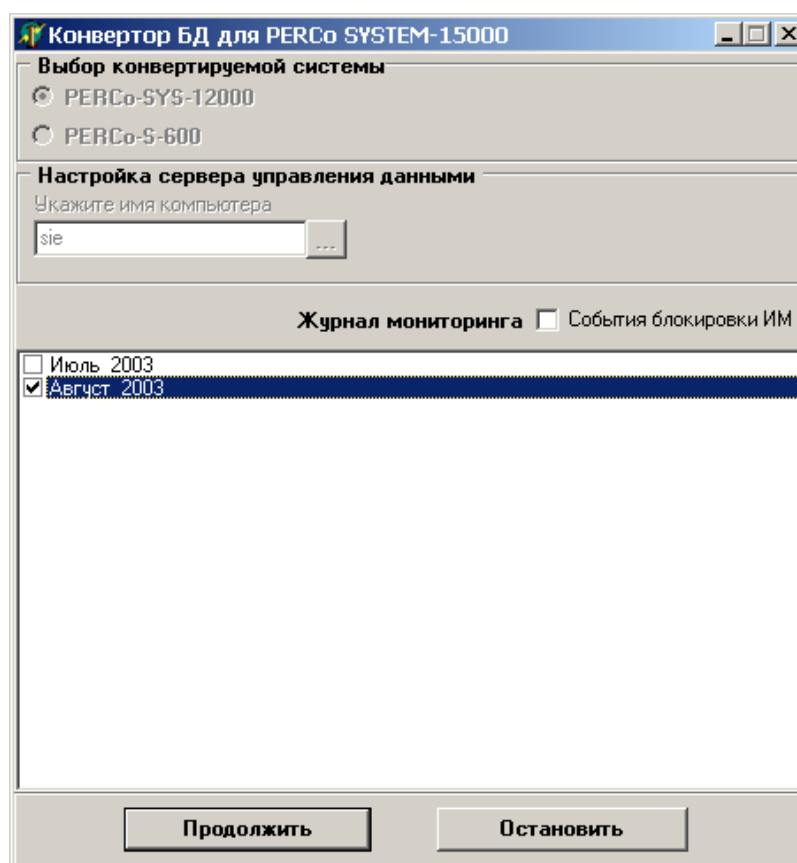 Конвертор БД для PERCo SYSTEM-15000
Выбор конвертируемой системы
PERCo-SYS-12000
PERCo-S-600
Настройка сервера управления данными
Укажите имя компьютера
sie
...
Журнал мониторинга События блокировки ИМ
Июль 2003
Август 2003
Продолжить Остановить